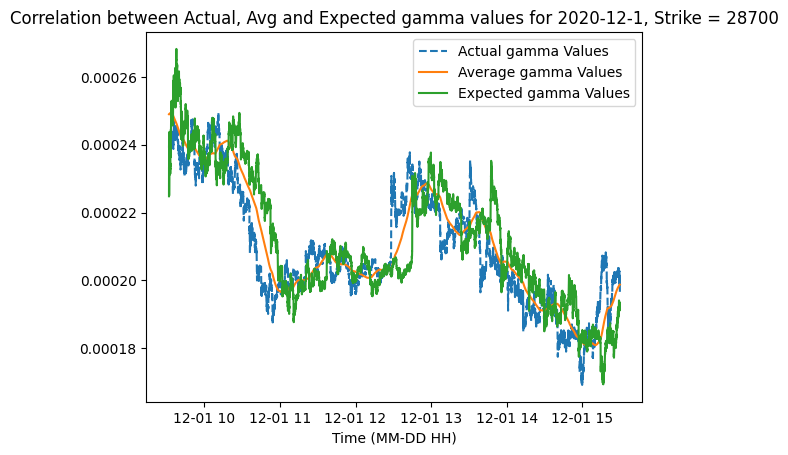 Correlation between Actual, Avg and Expected gamma values for 2020-12-1, Strike = 28700
Actual gamma Values
Average gamma Values
Expected gamma Values
0.00026
0.00024
0.00022
0.00020
0.00018
12-01 10 12-01 11 12-01 12 12-01 13 12-01 14 12-01 15
Time (MM-DD HH)